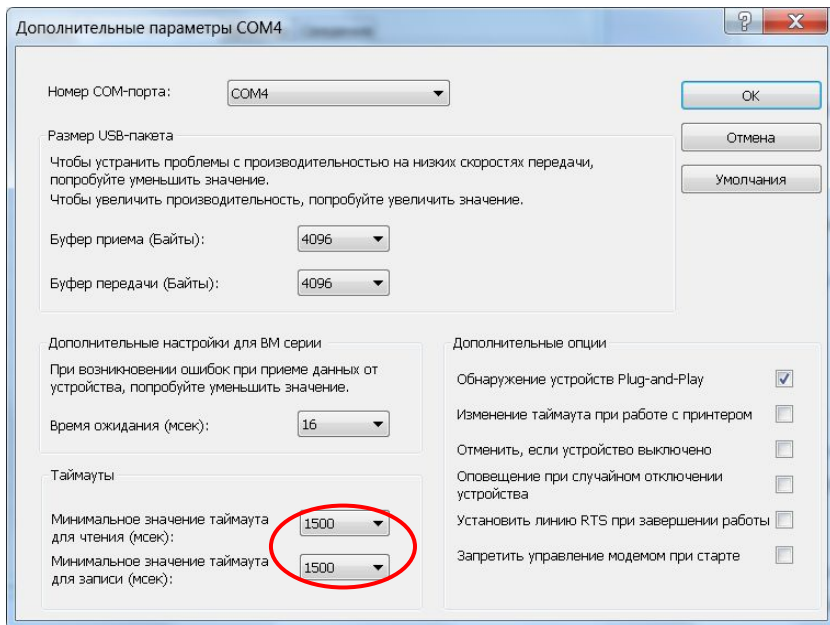 Дополнительные параметры COM4
Номер COM-порта:
COM4
OK
Размер USB-пакета
Отмена
Чтобы устранить проблемы с производительностью на низких скоростях передачи,
попробуйте уменьшить значение.
Умолчания
Чтобы увеличить производительность, попробуйте увеличить значение.
Буфер приема (Байты):
4096
Буфер передачи (Байты):
4096
Дополнительные настройки для ВМ серии
При возникновении ошибок при приеме данных от
устройства, попробуйте уменьшить значение.
Время ожидания (мсек):
16
Таймауты
Минимальное значение таймаута
для чтения (мсек):
1500
Минимальное значение таймаута
для записи (мсек):
1500
Дополнительные опции
Обнаружение устройств Plug-and-Play
Изменение таймаута при работе с принтером
Отменить, если устройство выключено
Оповещение при случайном отключении
устройства
Установить линию RTS при завершении работы
Запретить управление модемом при старте